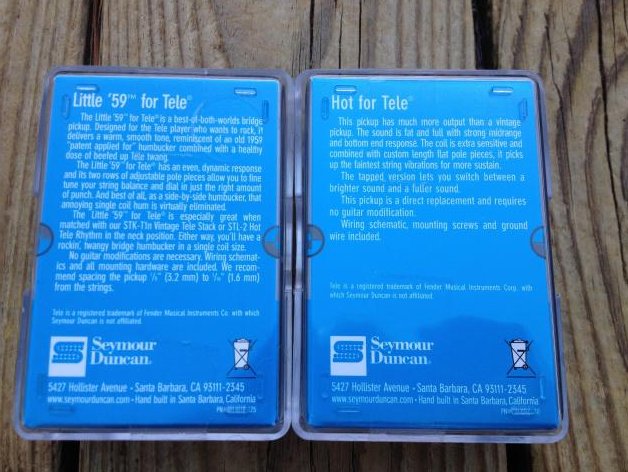 Little '59™ for Tele®
The Little '59™ for Tele® is a best-of-both-worlds bridge
pickup. Designed for the Tele player who wants to rock, it
delivers a warm, smooth tone, reminiscent of an old 1959
"patent applied for" humbucker combined with a healthy
dose of beefed up Tele twang.
The Little '59™ for Tele® has an even, dynamic response
and its two rows of adjustable pole pieces allow you to fine
tune your string balance and dial in just the right amount
of punch. And best of all, as a side-by-side humbucker, that
annoying single coil hum is virtually eliminated.
The Little '59™ for Tele® is especially great when
matched with our STK-T1n Vintage Tele Stack or STL-2 Hot
Tele Rhythm in the neck position. Either way, you'll have a
rockin', twangy bridge humbucker in a single coil size.
No guitar modifications are necessary. Wiring schemat-
ics and all mounting hardware are included. We recom-
mend spacing the pickup (3.2 mm) to (1.6 mm)
from the strings.
Tele is a registered trademark of Fender Musical Instruments Co. with which
Seymour Duncan is not affiliated.
Seymour
Duncan®
5427 Hollister Avenue • Santa Barbara, CA 93111-2345
www.seymourduncan.com • Hand built in Santa Barbara, California
Hot for Tele®
This pickup has much more output than a vintage
pickup. The sound is fat and full with strong midrange
and bottom end response. The coil is extra sensitive and
combined with custom length flat pole pieces, it picks
up the faintest string vibrations for more sustain.
The tapped version lets you switch between a
brighter sound and a fuller sound.
This pickup is a direct replacement and requires
no guitar modification.
Wiring schematic, mounting screws and ground
wire included.
Tele is a registered trademark of Fender Musical Instruments Corp. with
which Seymour Duncan is not affiliated.
Seymour
Duncan®
5427 Hollister Avenue • Santa Barbara, CA 93111-2345
www.seymourduncan.com • Hand built in Santa Barbara, California